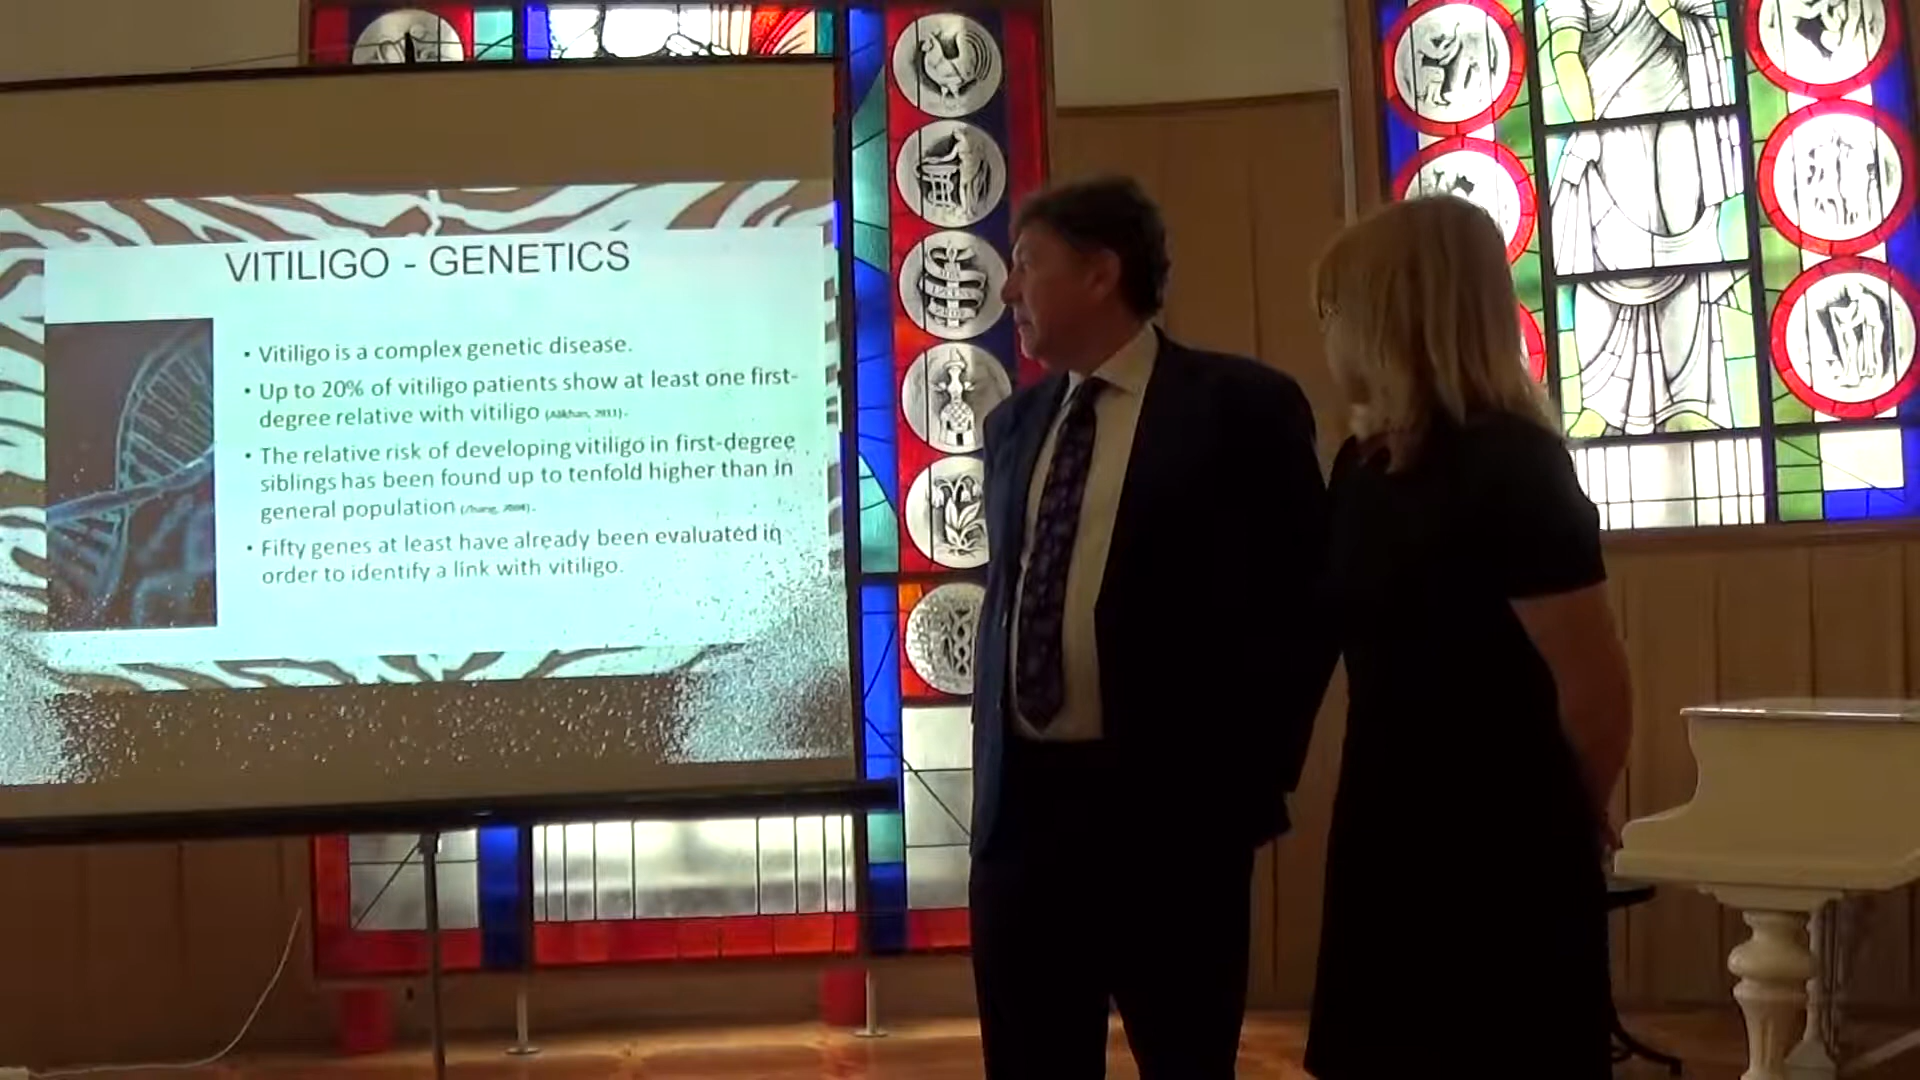 VITILIGO - GENETICS
• Vitiligo is a complex genetic disease.
• Up to 20% of vitiligo patients show at least one first-
degree relative with vitiligo
• The relative risk of developing vitiligo in first-degree
siblings has been found up to tenfold higher than in
general population
• Fifty genes at least have already been evaluated in
order to identify a link with vitiligo.